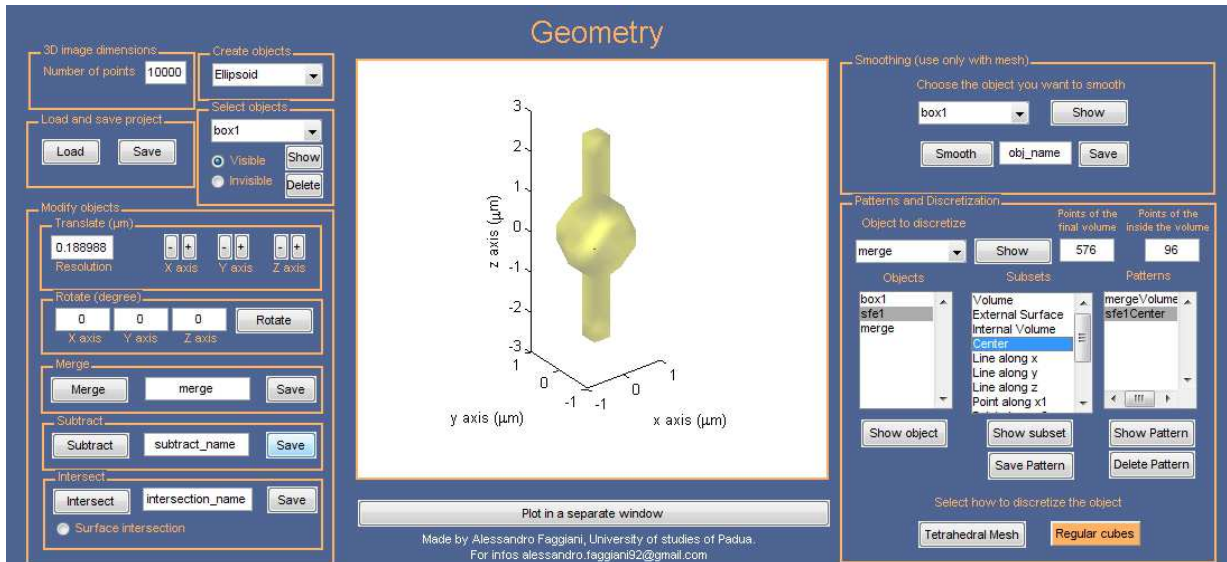 Geometry
3D image dimensions
Number of points 10000
Create objects
Ellipsoid
Load and save project
Load Save
Select objects
box1
Visible Show
Invisible Delete
Modify objects
Translate (μm)
0.188988 - + - + - +
Resolution X axis Y axis Z axis
Rotate (degree)
0 0 0 Rotate
X axis Y axis Z axis
Merge
Merge merge Save
Subtract
Subtract subtract_name Save
Intersect
Intersect intersection_name Save
Surface intersection
3
2
1
0
-1
-2
-3
z axis (μm)
1
0
-1
y axis (μm)
-1
0
1
x axis (μm)
Plot in a separate window
Made by Alessandro Faggiani, University of studies of Padua.
For infos alessandro.faggiani92@gmail.com
Smoothing (use only with mesh)
Choose the object you want to smooth
box1 Show
Smooth obj_name Save
Patterns and Discretization
Object to discretize
Points of the final volume
Points of the inside the volume
merge Show 576 96
Objects
box1
sfe1
merge
Show object
Subsets
Volume
External Surface
Internal Volume
Center
Line along x
Line along y
Line along z
Point along x1
Show subset
Save Pattern
Patterns
mergeVolume
sfe1Center
Show Pattern
Delete Pattern
Select how to discretize the object
Tetrahedral Mesh Regular cubes